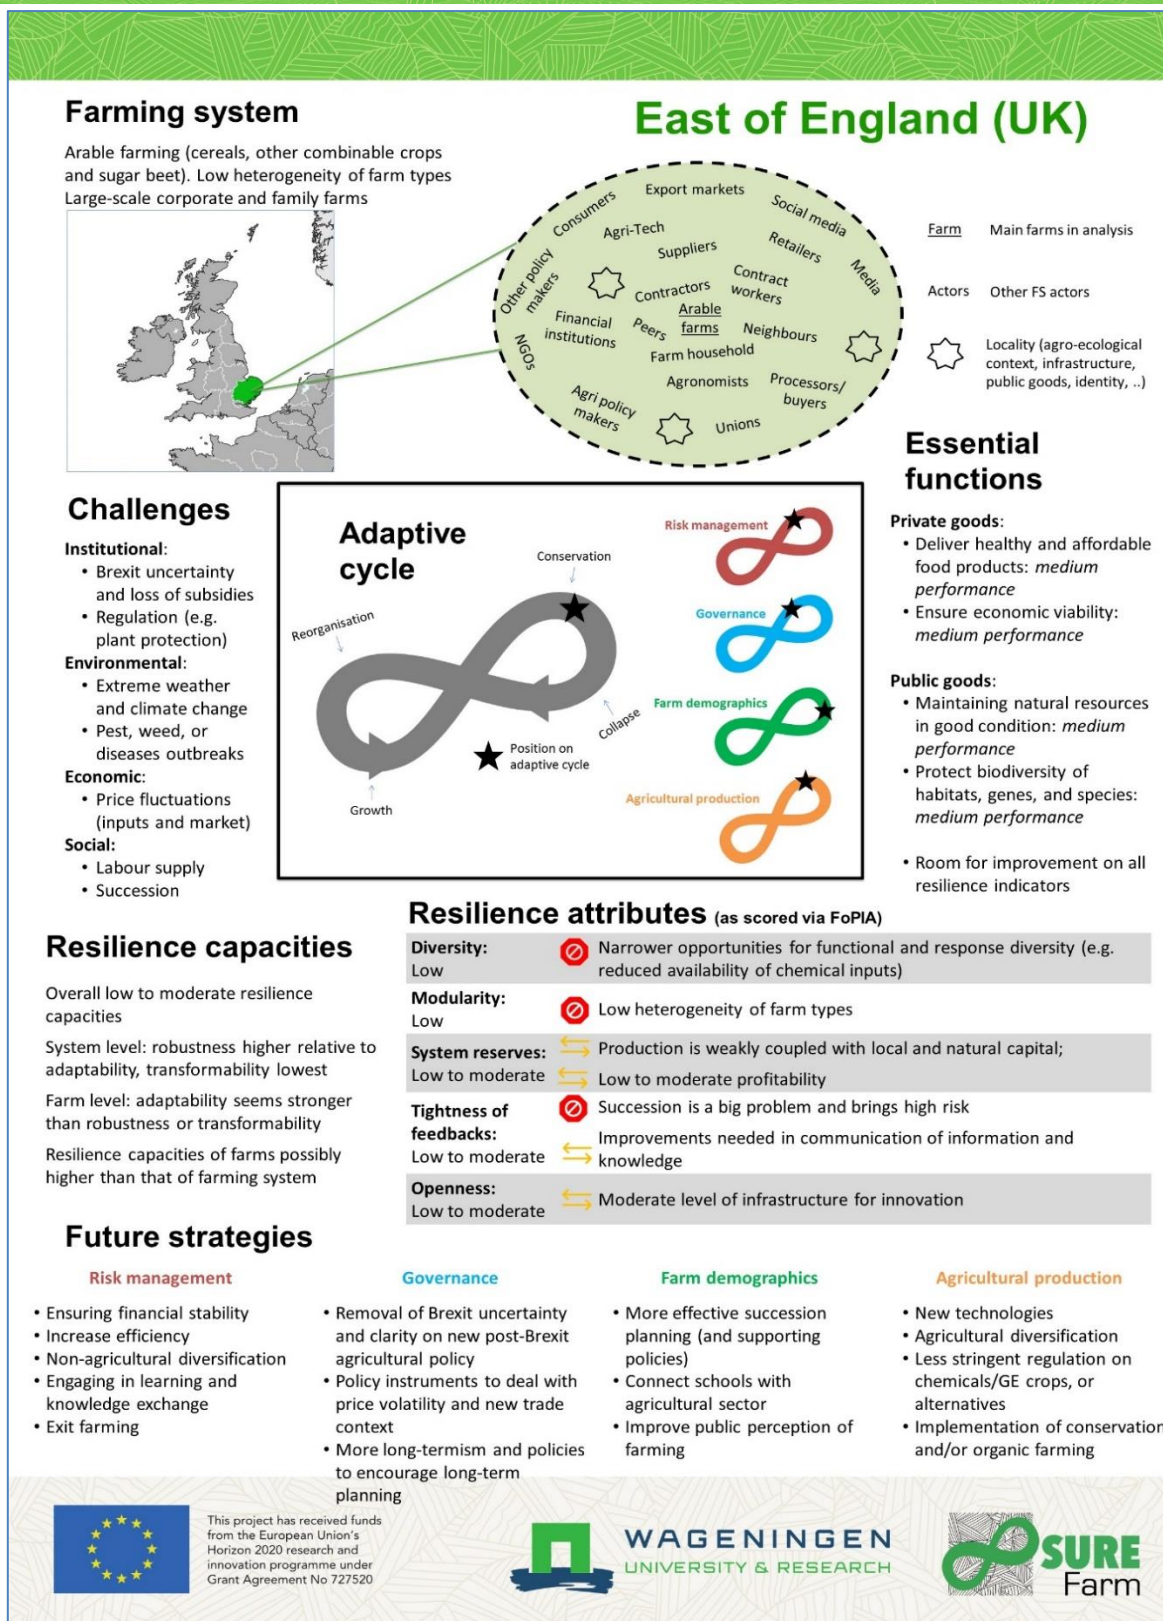 Farming system
Arable farming (cereals, other combinable crops
and sugar beet). Low heterogeneity of farm types
Large-scale corporate and family farms
East of England (UK)
Consumers
Export markets
Social media
Agri-Tech
Suppliers
Retailers
Media
Other policy
makers
Contractors
Contract
workers
Financial
institutions
Peers
Arable
farms
Neighbours
NGOs
Farm household
Agronomists
Processors/
buyers
Agri policy
makers
Unions
Farm Main farms in analysis
Actors Other FS actors
Locality (agro-ecological
context, infrastructure,
public goods, identity, ..)
Challenges
Institutional:
• Brexit uncertainty
and loss of subsidies
• Regulation (e.g.
plant protection)
Environmental:
• Extreme weather
and climate change
• Pest, weed, or
diseases outbreaks
Economic:
• Price fluctuations
(inputs and market)
Social:
• Labour supply
• Succession
Adaptive
cycle
Conservation
Reorganisation
Collapse
Position on
adaptive cycle
Growth
Risk management
Governance
Farm demographics
Agricultural production
Essential
functions
Private goods:
• Deliver healthy and affordable
food products: medium
performance
• Ensure economic viability:
medium performance
Public goods:
• Maintaining natural resources
in good condition: medium
performance
• Protect biodiversity of
habitats, genes, and species:
medium performance
• Room for improvement on all
resilience indicators
Resilience capacities
Overall low to moderate resilience
capacities
System level: robustness higher relative to
adaptability, transformability lowest
Farm level: adaptability seems stronger
than robustness or transformability
Resilience capacities of farms possibly
higher than that of farming system
Resilience attributes (as scored via FoPIA)
Diversity:
Low
Narrower opportunities for functional and response diversity (e.g.
reduced availability of chemical inputs)
Modularity:
Low
Low heterogeneity of farm types
System reserves:
Low to moderate
Production is weakly coupled with local and natural capital;
Low to moderate profitability
Tightness of
feedbacks:
Low to moderate
Succession is a big problem and brings high risk
Improvements needed in communication of information and
knowledge
Openness:
Low to moderate
Moderate level of infrastructure for innovation
Future strategies
Risk management
• Ensuring financial stability
• Increase efficiency
• Non-agricultural diversification
• Engaging in learning and
knowledge exchange
• Exit farming
Governance
• Removal of Brexit uncertainty
and clarity on new post-Brexit
agricultural policy
• Policy instruments to deal with
price volatility and new trade
context
• More long-termism and policies
to encourage long-term
planning
Farm demographics
• More effective succession
planning (and supporting
policies)
• Connect schools with
agricultural sector
• Improve public perception of
farming
Agricultural production
• New technologies
• Agricultural diversification
• Less stringent regulation on
chemicals/GE crops, or
alternatives
• Implementation of conservation
and/or organic farming
This project has received funds
from the European Union's
Horizon 2020 research and
innovation programme under
Grant Agreement No 727520
WAGENINGEN
UNIVERSITY & RESEARCH
SURE
Farm